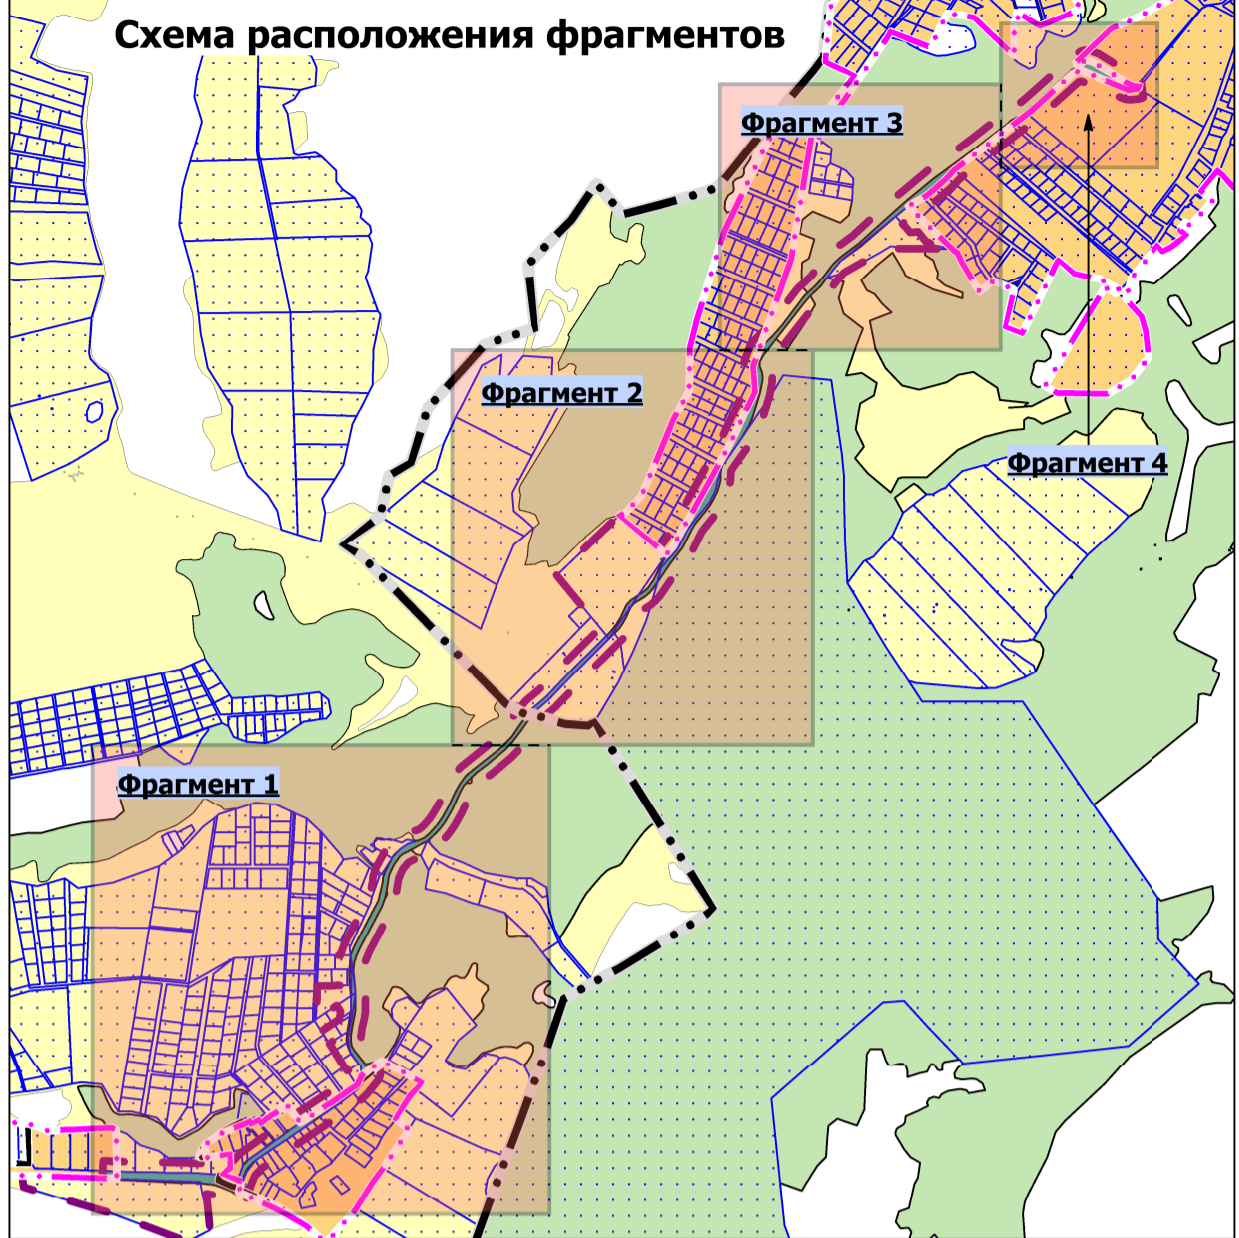 Схема расположения фрагментов
Фрагмент 3
Фрагмент 2
Фрагмент 4
Фрагмент 1